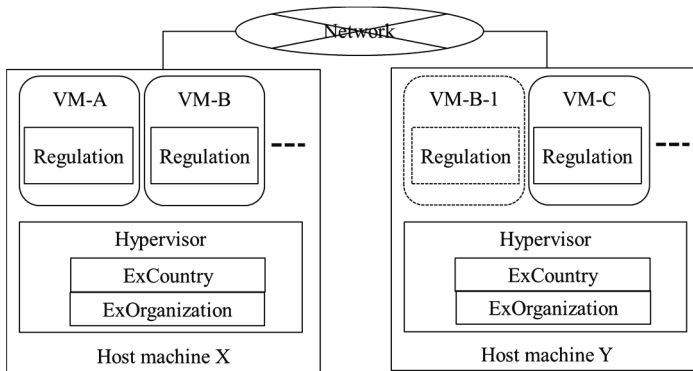 Network
VM-A
VM-B
VM-B-1
VM-C
Regulation
Regulation
Regulation
Regulation
Hypervisor
Hypervisor
ExCountry
ExCountry
ExOrganization
ExOrganization
Host machine X
Host machine Y